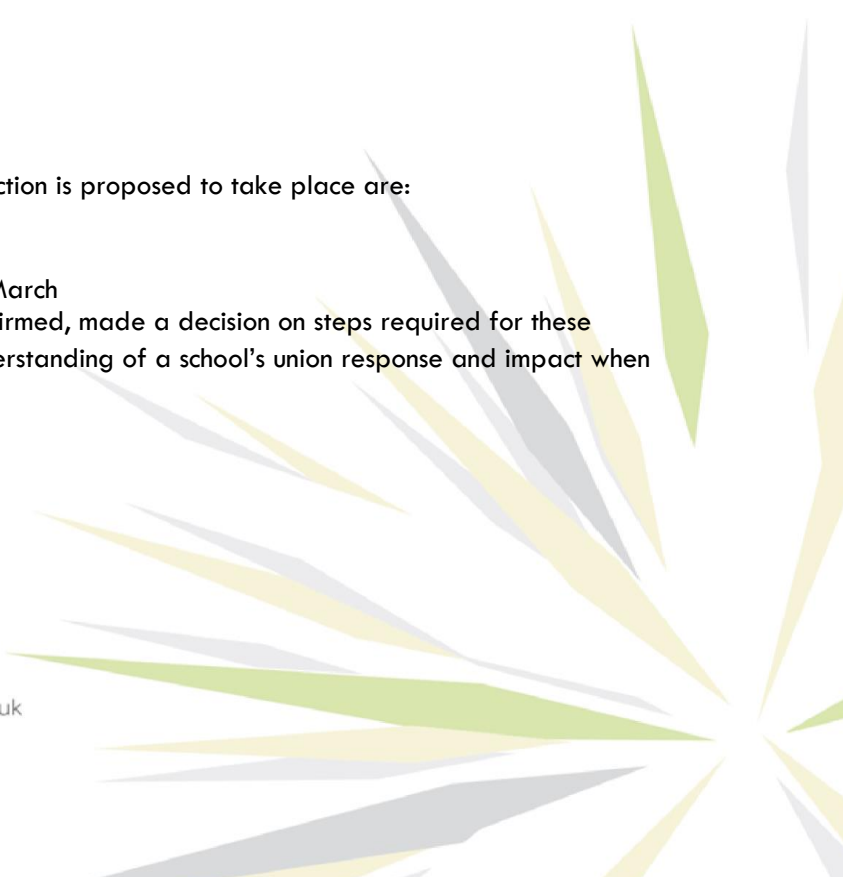 ction is proposed to take place are:
March
irmed, made a decision on steps required for these
erstanding of a school’s union response and impact when
uk